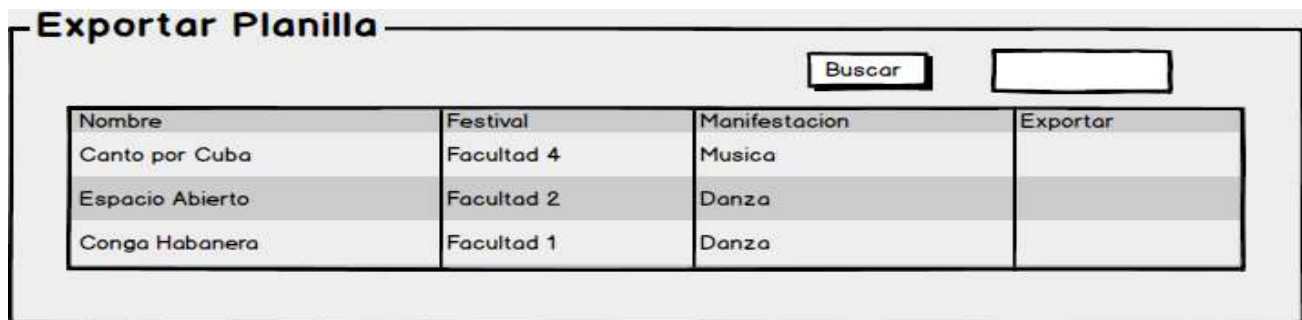 Exportar Planilla
Buscar
Nombre Festival Manifestacion Exportar
Canto por Cuba Facultad 4 Musica
Espacio Abierto Facultad 2 Danza
Conga Habanera Facultad 1 Danza